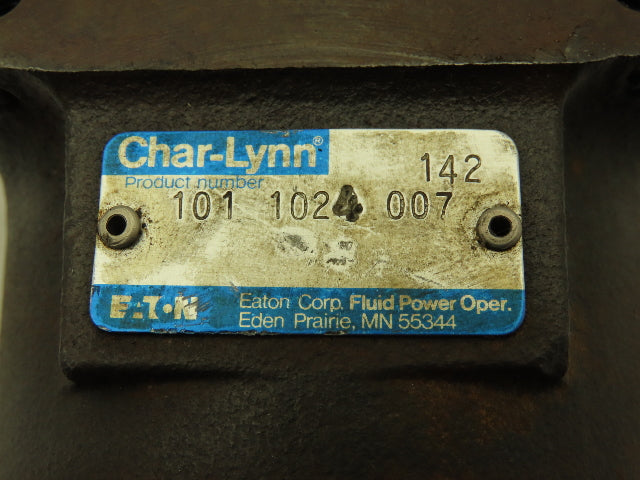 Char-Lynn®
142
Product number
101 1024 007
EATON
Eaton Corp. Fluid Power Oper.
Eden Prairie, MN 55344